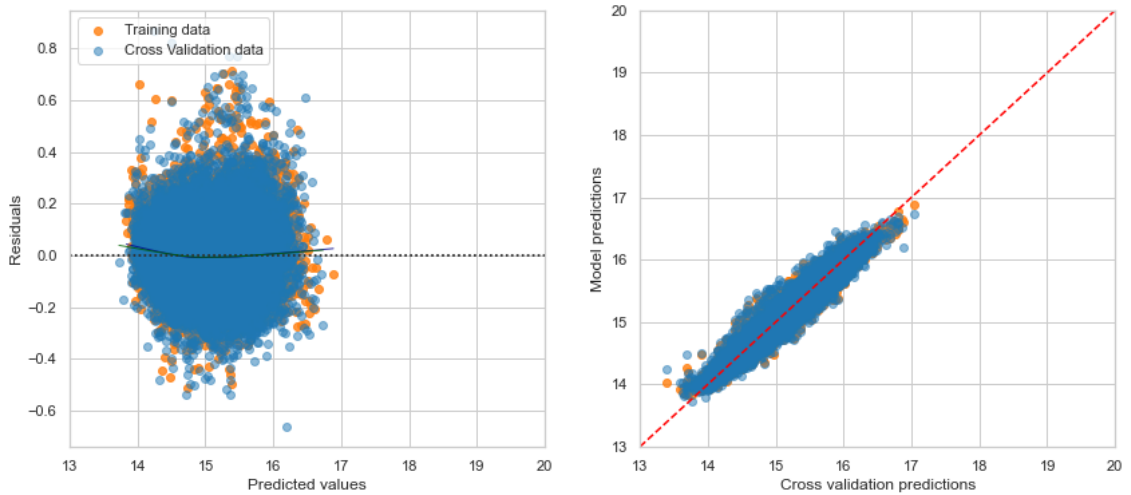 Training data
Cross Validation data
0.8
0.6
0.4
0.2
0.0
−0.2
−0.4
−0.6
Residuals
13 14 15 16 17 18 19 20
Predicted values
20
19
18
17
16
15
14
13
Model predictions
13 14 15 16 17 18 19 20
Cross validation predictions